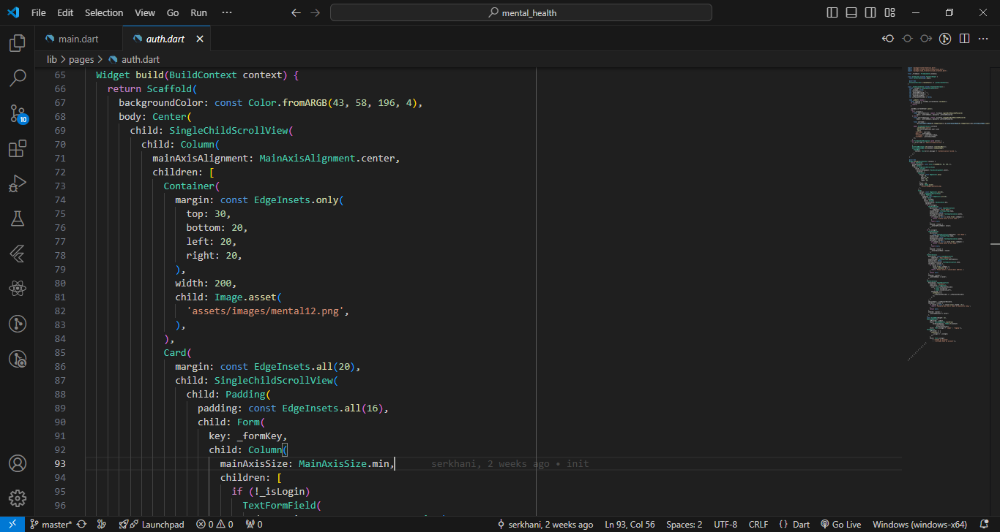 File Edit Selection View Go Run ··· mental_health
main.dart auth.dart
lib > pages > auth.dart
65 Widget build(BuildContext context) {
66 return Scaffold(
67 backgroundColor: const Color.fromARGB(43, 58, 196, 4),
68 body: Center(
69 child: SingleChildScrollView(
70 child: Column(
71 mainAxisAlignment: MainAxisAlignment.center,
72 children: [
73 Container(
74 margin: const EdgeInsets.only(
75 top: 30,
76 bottom: 20,
77 left: 20,
78 right: 20,
79 ),
80 width: 200,
81 child: Image.asset(
82 'assets/images/mental12.png',
83 ),
84 ),
85 Card(
86 margin: const EdgeInsets.all(20),
87 child: SingleChildScrollView(
88 child: Padding(
89 padding: const EdgeInsets.all(16),
90 child: Form(
91 key: _formKey,
92 child: Column(
93 mainAxisSize: MainAxisSize.min, serkhani, 2 weeks ago • init
94 children: [
95 if (!_isLogin)
96 TextFormField(
10
master* Launchpad 0 0 0 serkhani, 2 weeks ago Ln 93, Col 56 Spaces: 2 UTF-8 CRLF {} Dart Go Live Windows (windows-x64)